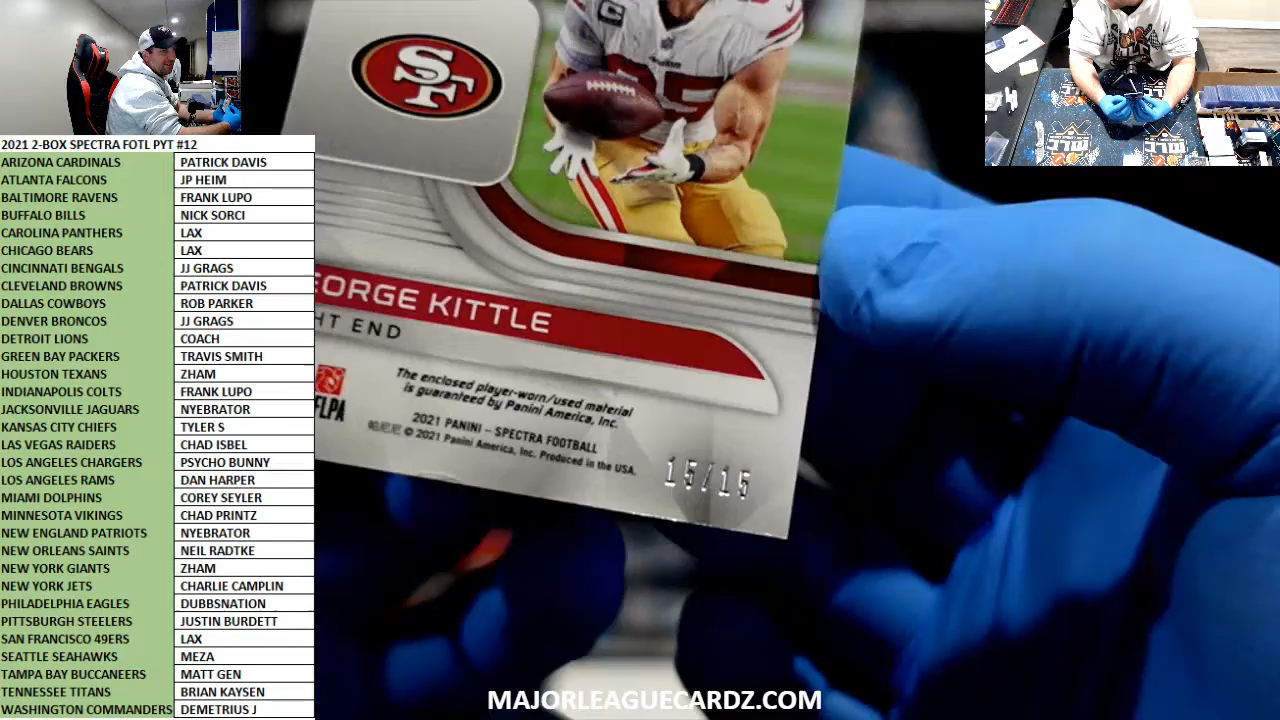 2021 2-BOX SPECTRA FOTL PYT #12
ARIZONA CARDINALS PATRICK DAVIS
ATLANTA FALCONS JP HEIM
BALTIMORE RAVENS FRANK LUPO
BUFFALO BILLS NICK SORCI
CAROLINA PANTHERS LAX
CHICAGO BEARS LAX
CINCINNATI BENGALS JJ GRAGS
CLEVELAND BROWNS PATRICK DAVIS
DALLAS COWBOYS ROB PARKER
DENVER BRONCOS JJ GRAGS
DETROIT LIONS COACH
GREEN BAY PACKERS TRAVIS SMITH
HOUSTON TEXANS ZHAM
INDIANAPOLIS COLTS FRANK LUPO
JACKSONVILLE JAGUARS NYEBRATOR
KANSAS CITY CHIEFS TYLER S
LAS VEGAS RAIDERS CHAD ISBEL
LOS ANGELES CHARGERS PSYCHO BUNNY
LOS ANGELES RAMS DAN HARPER
MIAMI DOLPHINS COREY SEYLER
MINNESOTA VIKINGS CHAD PRINTZ
NEW ENGLAND PATRIOTS NYEBRATOR
NEW ORLEANS SAINTS NEIL RADTKE
NEW YORK GIANTS ZHAM
NEW YORK JETS CHARLIE CAMPLIN
PHILADELPHIA EAGLES DUBBSNATION
PITTSBURGH STEELERS JUSTIN BURDETT
SAN FRANCISCO 49ERS LAX
SEATTLE SEAHAWKS MEZA
TAMPA BAY BUCCANEERS MATT GEN
TENNESSEE TITANS BRIAN KAYSEN
WASHINGTON COMMANDERS DEMETRIUS J
SF
85
EORGE KITTLE
HT END
The enclosed player-worn/used material
is guaranteed by Panini America, Inc.
2021 PANINI - SPECTRA FOOTBALL
© 2021 Panini America, Inc. Produced in the USA.
FLPA
15/15
MAJORLEAGUECARDZ.COM